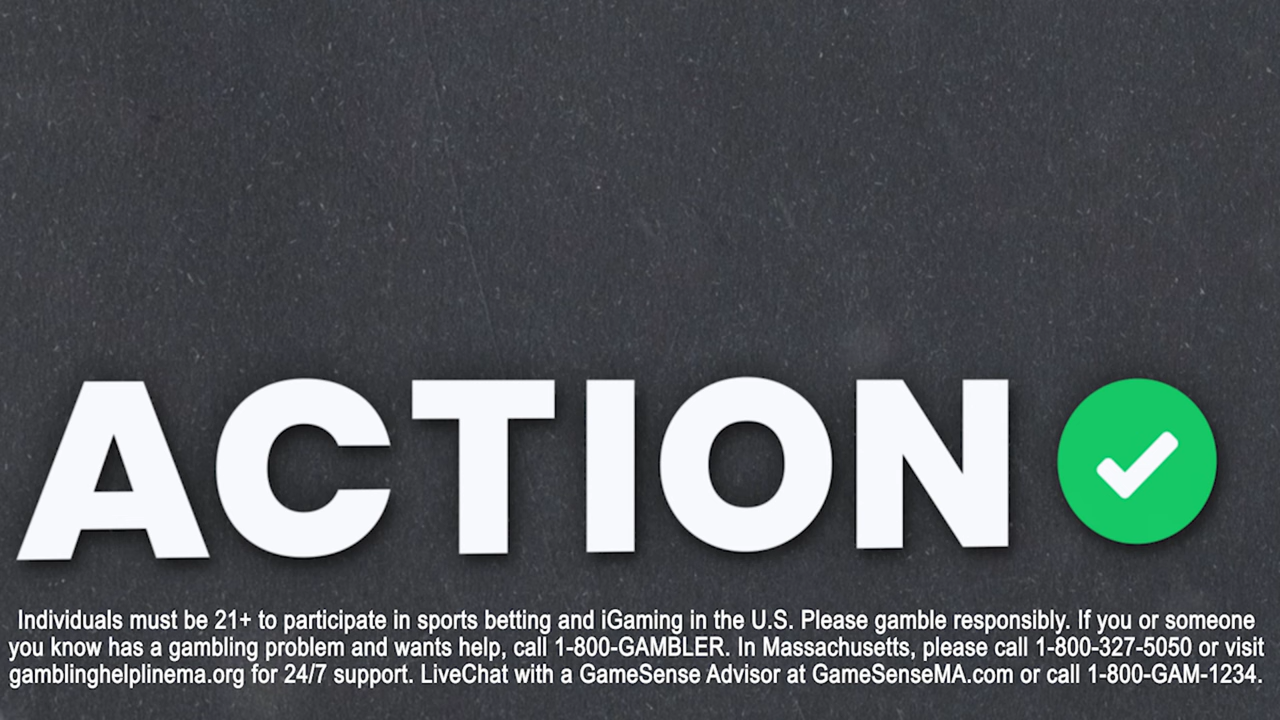 ACTION
Individuals must be 21+ to participate in sports betting and iGaming in the U.S. Please gamble responsibly. If you or someone
you know has a gambling problem and wants help, call 1-800-GAMBLER. In Massachusetts, please call 1-800-327-5050 or visit
gamblinghelplinema.org for 24/7 support. LiveChat with a GameSense Advisor at GameSenseMA.com or call 1-800-GAM-1234.